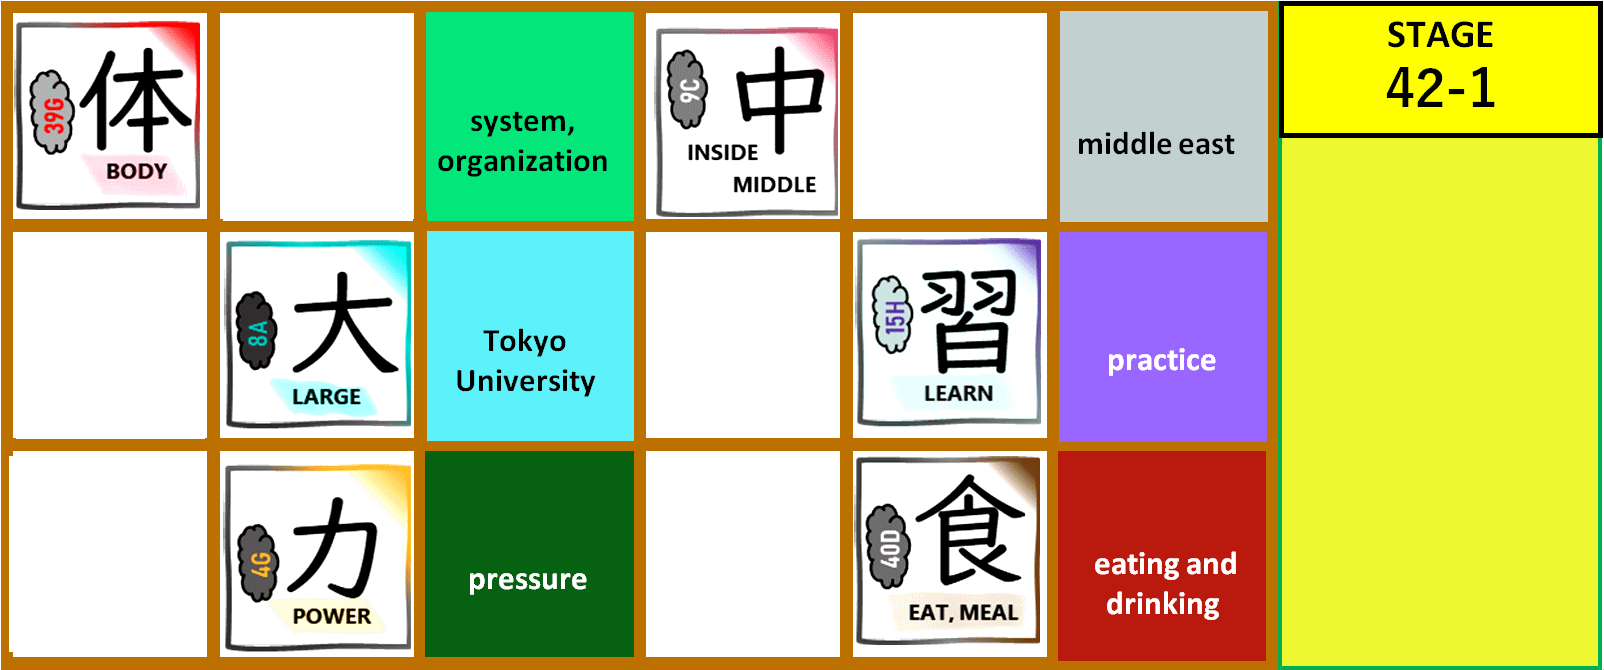 39G
体
BODY
system,
organization
9C
中
INSIDE
MIDDLE
middle east
STAGE
42-1
8A
大
LARGE
Tokyo
University
15H
習
LEARN
practice
4G
力
POWER
pressure
40D
食
EAT, MEAL
eating and
drinking